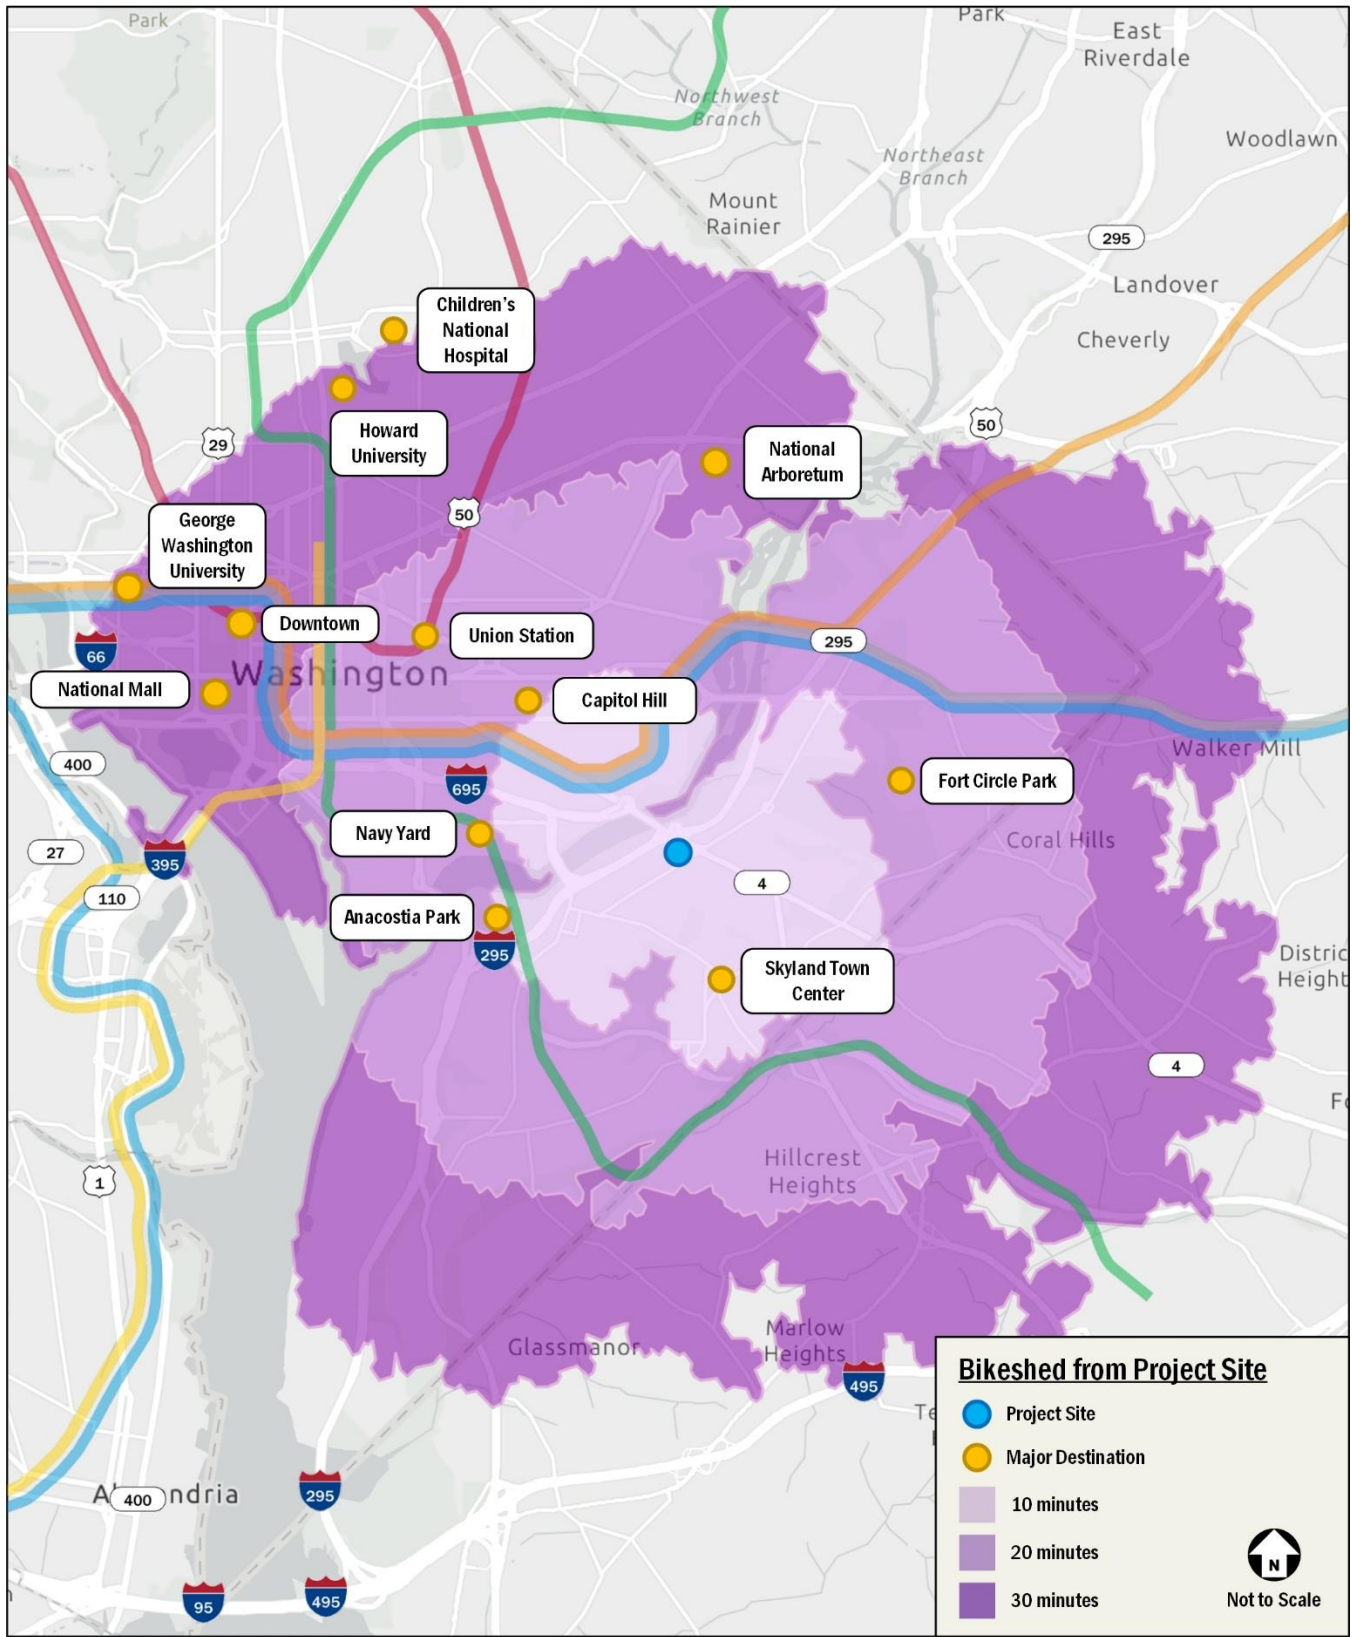 Park
Park
East
Riverdale
Northwest
Branch
Woodlawn
Northeast
Branch
Mount
Rainier
295
Landover
Children's
National
Hospital
Cheverly
Howard
University
50
29
National
Arboretum
50
George
Washington
University
Downtown
Union Station
295
66
Washington
National Mall
Capitol Hill
Walker Mill
400
695
Fort Circle Park
Navy Yard
Coral Hills
27
395
4
110
Anacostia Park
295
Skyland Town
Center
Distric
Height
4
Hillcrest
Heights
1
Glassmanor
Marlow
Heights
495
Bikeshed from Project Site
Project Site
Major Destination
10 minutes
20 minutes
30 minutes
N
Not to Scale
400
295
95
495